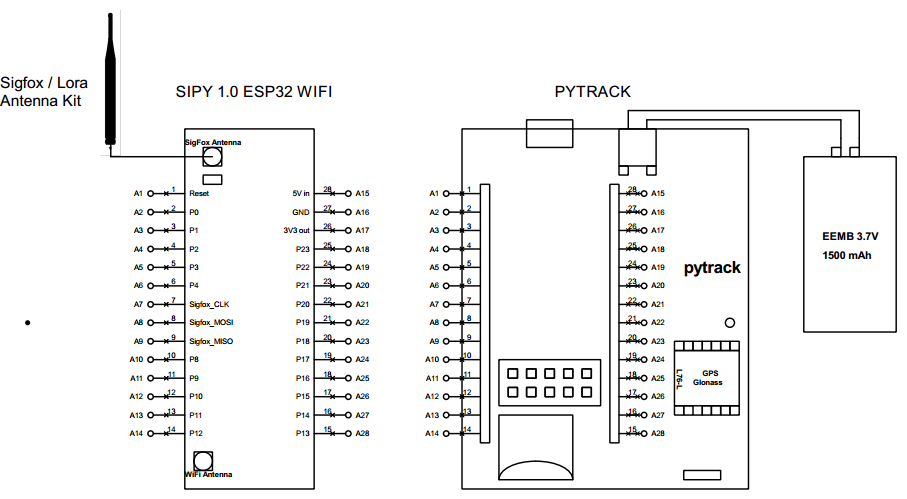 Sigfox / Lora
Antenna Kit
SIPY 1.0 ESP32 WIFI
PYTRACK
SigFox Antenna
A1 1 Reset 5V in 28 A15
A2 2 P0 GND 27 A16
A3 3 P1 3V3 out 26 A17
A4 4 P2 P23 25 A18
A5 5 P3 P22 24 A19
A6 6 P4 P21 23 A20
A7 7 Sigfox_CLK P20 22 A21
A8 8 Sigfox_MOSI P19 21 A22
A9 9 Sigfox_MISO P18 20 A23
A10 10 P8 P17 19 A24
A11 11 P9 P16 18 A25
A12 12 P10 P15 17 A26
A13 13 P11 P14 16 A27
A14 14 P12 P13 15 A28
WiFi Antenna
A1 1 28 A15
A2 2 27 A16
A3 3 26 A17
A4 4 25 A18
A5 5 24 A19
A6 6 23 A20
A7 7 22 A21
A8 8 21 A22
A9 9 20 A23
A10 10 19 A24
A11 11 18 A25
A12 12 17 A26
A13 13 16 A27
A14 14 15 A28
pytrack
L76-L
GPS
Glonass
EEMB 3.7V
1500 mAh